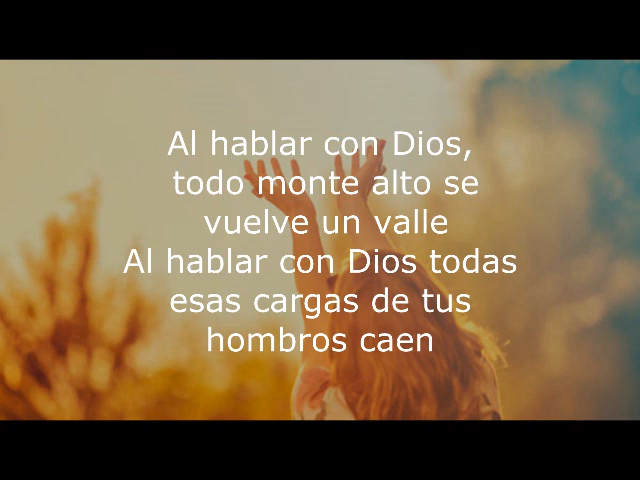 Al hablar con Dios,
todo monte alto se
vuelve un valle
Al hablar con Dios todas
esas cargas de tus
hombros caen